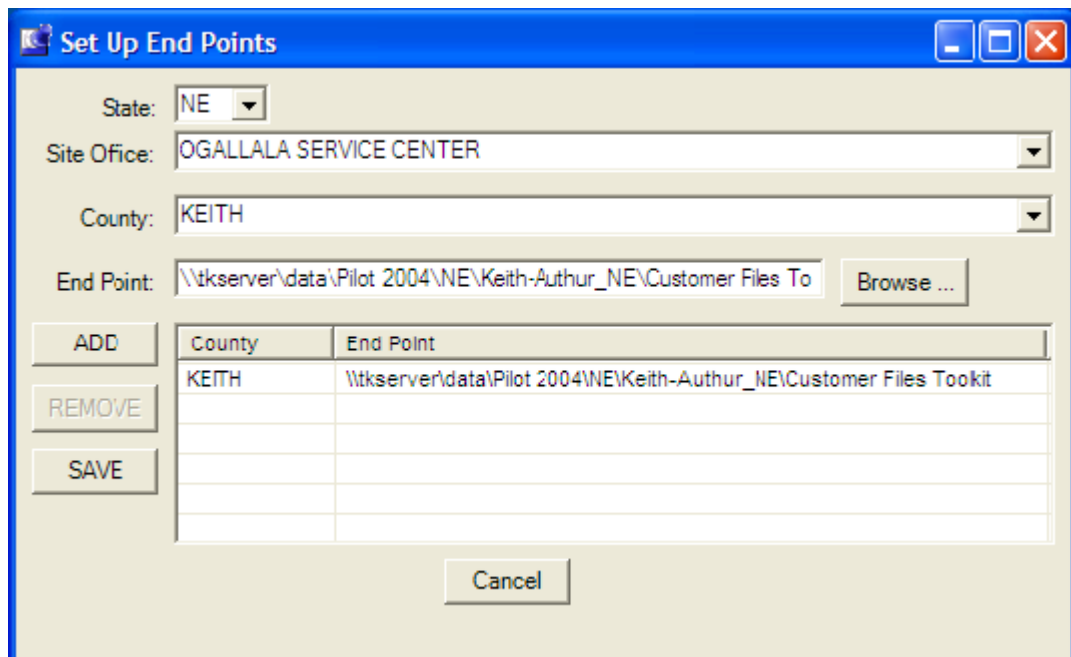 Set Up End Points
State: NE
Site Office: OGALLALA SERVICE CENTER
County: KEITH
End Point: \\tkserver\data\Pilot 2004\NE\Keith-Authur_NE\Customer Files To Browse ...
ADD
County End Point
KEITH \\tkserver\data\Pilot 2004\NE\Keith-Authur_NE\Customer Files Toolkit
REMOVE
SAVE
Cancel